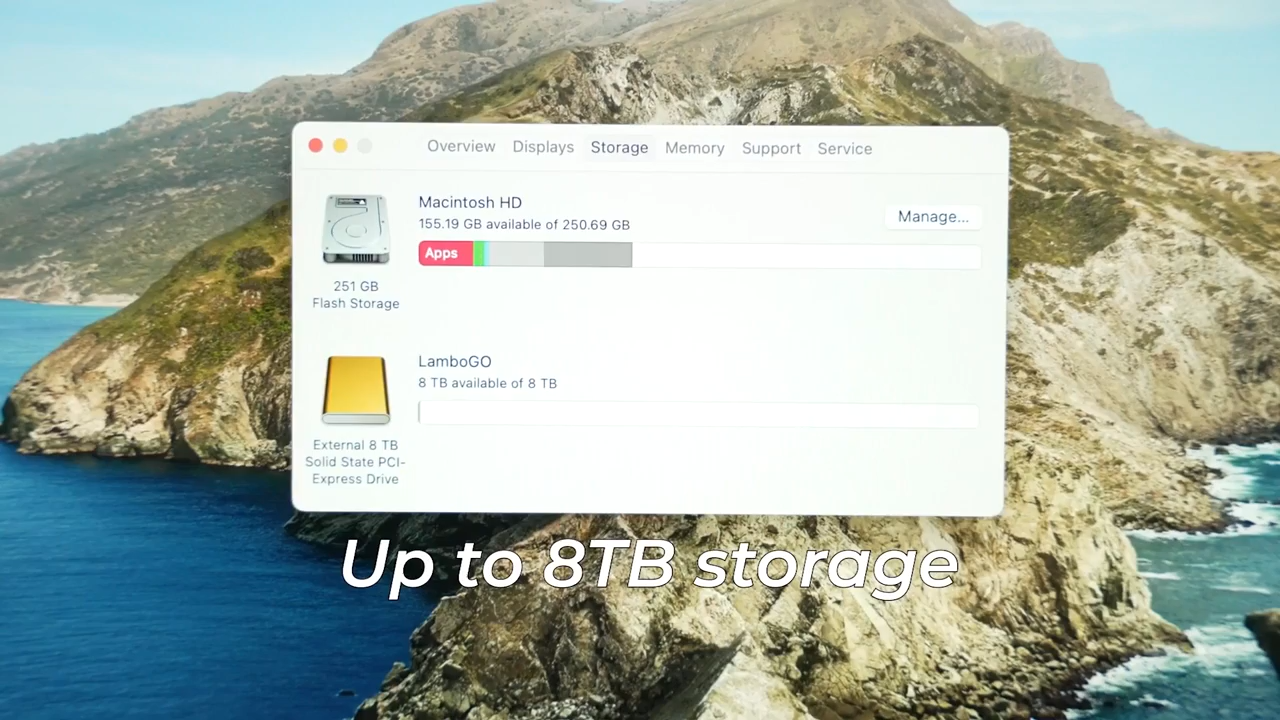 Overview Displays Storage Memory Support Service
Macintosh HD
155.19 GB available of 250.69 GB
Manage...
Apps
251 GB
Flash Storage
LamboGO
8 TB available of 8 TB
External 8 TB
Solid State PCI-
Express Drive
Up to 8TB storage